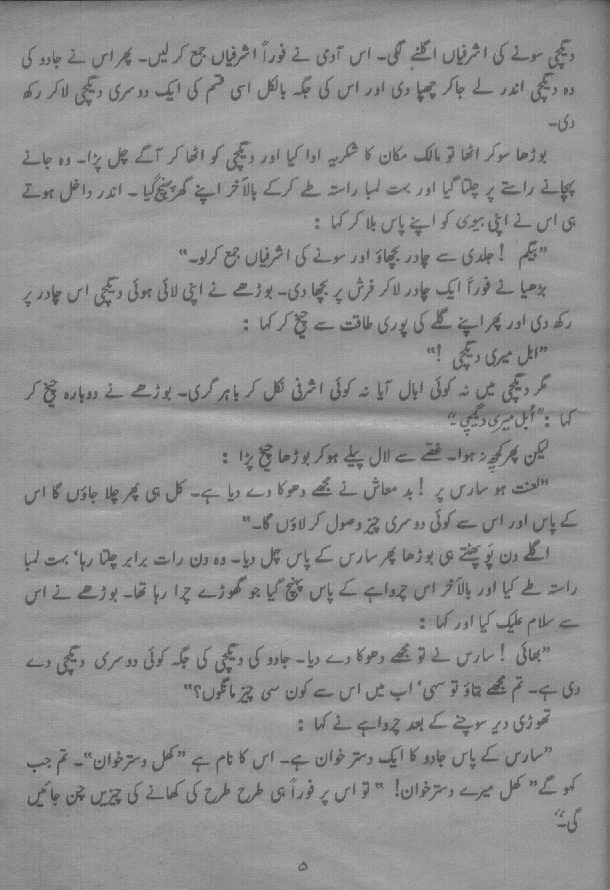 دیگچی سونے کی اشرفیاں اگلنے لگی۔ اس آدمی نے فوراً اشرفیاں جمع کر لیں۔ پھر اس نے جادو کی
وہ دیگچی اندر لے جاکر چھپا دی اور اس کی جگہ بالکل اسی قسم کی ایک دوسری دیگچی لاکر رکھ
دی۔
بوڑھا سوکر اٹھا تو مالک مکان کا شکریہ ادا کیا اور دیگچی کو اٹھا کر آگے چل پڑا۔ وہ جانے
پہچانے راستے پر چلتا گیا اور بہت لمبا راستہ طے کرکے بالآخر اپنے گھر پہنچ گیا ۔ اندر داخل ہوتے
ہی اس نے اپنی بیوی کو اپنے پاس بلا کر کہا :
”بیگم ! جلدی سے چادر بچھاؤ اور سونے کی اشرفیاں جمع کرلو۔“
بڑھیا نے فوراً ایک چادر لاکر فرش پر بچھا دی۔ بوڑھے نے اپنی لائی ہوئی دیگچی اس چادر پر
رکھ دی اور پھر اپنے گلے کی پوری طاقت سے چیخ کر کہا :
”ابل میری دیگچی !“
مگر دیگچی میں نہ کوئی ابال آیا نہ کوئی اشرفی نکل کر باہر گری۔ بوڑھے نے دوبارہ چیخ کر
کہا :”اُبل میری دیگچی۔“
لیکن پھر کچھ نہ ہوا۔ غصے سے لال پیلے ہوکر بوڑھا چیخ پڑا :
”لعنت ہو سارس پر ! بد معاش نے مجھے دھوکا دے دیا ہے۔ کل ہی پھر چلا جاؤں گا اس
کے پاس اور اس سے کوئی دوسری چیز وصول کر لاؤں گا۔“
اگلے دن پَو پھٹتے ہی بوڑھا پھر سارس کے پاس چل دیا۔ وہ دن رات برابر چلتا رہا‘ بہت لمبا
راستہ طے کیا اور بالآخر اس چرواہے کے پاس پہنچ گیا جو گھوڑے چرا رہا تھا۔ بوڑھے نے اس
سے سلام علیک کیا اور کہا :
”بھائی ! سارس نے تو مجھے دھوکا دے دیا۔ جادو کی دیگچی کی جگہ کوئی دوسری دیگچی دے
دی ہے۔ تم مجھے بتاؤ تو سہی‘ اب میں اس سے کون سی چیز مانگوں؟“
تھوڑی دیر سوچنے کے بعد چرواہے نے کہا :
”سارس کے پاس جادو کا ایک دستر خوان ہے۔ اس کا نام ہے ”کھل دسترخوان“۔ تم جب
کہو گے” کھل میرے دسترخوان! “ تو اس پر فوراً ہی طرح طرح کی کھانے کی چیزیں چن جائیں
گی۔“
۵